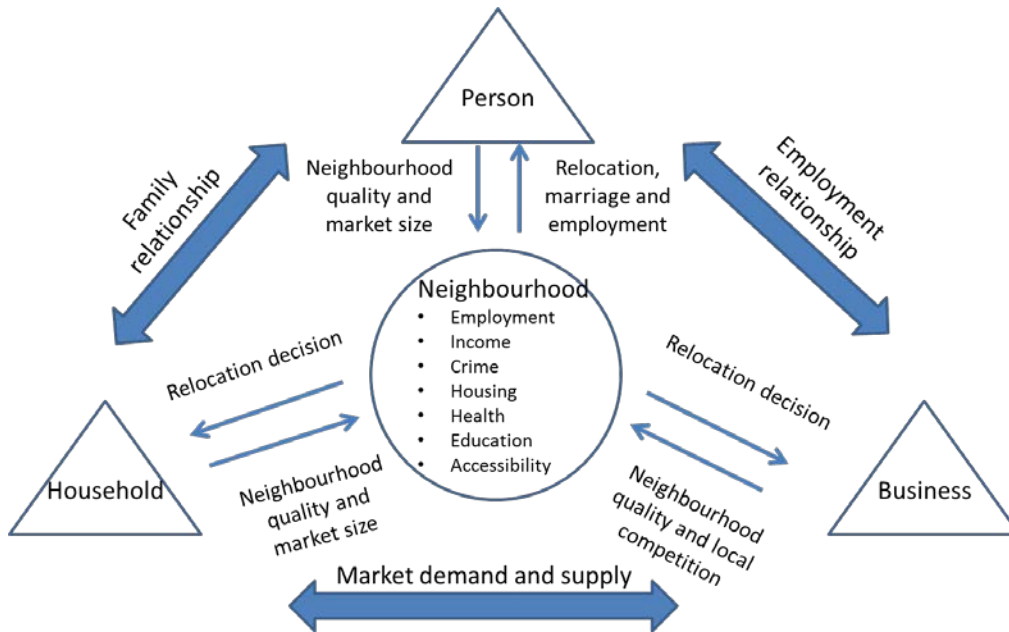 Person
Family
relationship
Neighbourhood
quality and
market size
Relocation,
marriage and
employment
Employment
relationship
Neighbourhood
• Employment
• Income
• Crime
• Housing
• Health
• Education
• Accessibility
Relocation decision
Relocation decision
Household
Neighbourhood
quality and
market size
Neighbourhood
quality and local
competition
Business
Market demand and supply